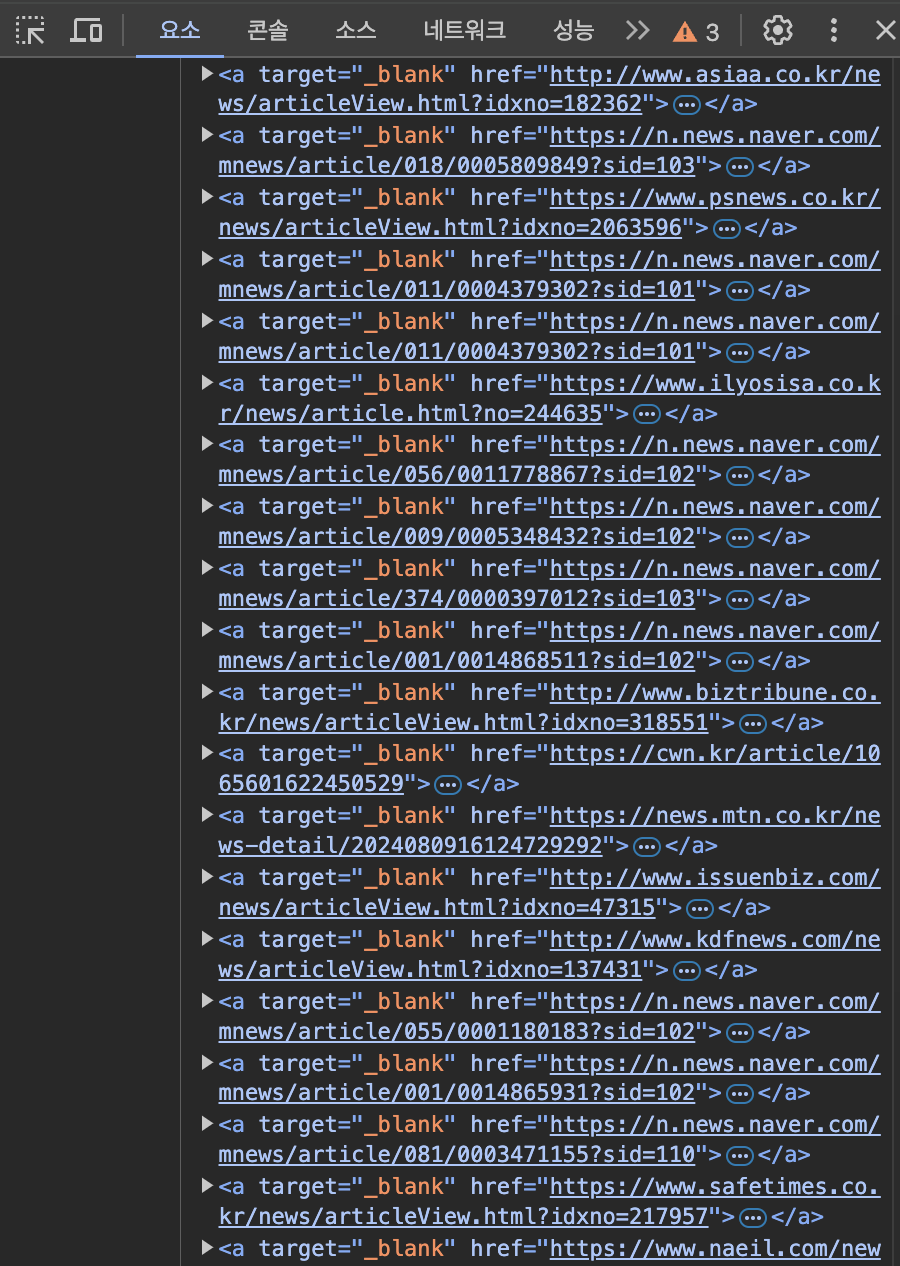 요소 콘솔 소스 네트워크 성능 3
<a target="_blank" href="http://www.asiaa.co.kr/ne
ws/articleView.html?idxno=182362"></a>
<a target="_blank" href="https://n.news.naver.com/
mnews/article/018/0005809849?sid=103"></a>
<a target="_blank" href="https://www.psnews.co.kr/
news/articleView.html?idxno=2063596"></a>
<a target="_blank" href="https://n.news.naver.com/
mnews/article/011/0004379302?sid=101"></a>
<a target="_blank" href="https://n.news.naver.com/
mnews/article/011/0004379302?sid=101"></a>
<a target="_blank" href="https://www.ilyosisa.co.k
r/news/article.html?no=244635"></a>
<a target="_blank" href="https://n.news.naver.com/
mnews/article/056/0011778867?sid=102"></a>
<a target="_blank" href="https://n.news.naver.com/
mnews/article/009/0005348432?sid=102"></a>
<a target="_blank" href="https://n.news.naver.com/
mnews/article/374/0000397012?sid=103"></a>
<a target="_blank" href="https://n.news.naver.com/
mnews/article/001/0014868511?sid=102"></a>
<a target="_blank" href="http://www.biztribune.co.
kr/news/articleView.html?idxno=318551"></a>
<a target="_blank" href="https://cwn.kr/article/10
65601622450529"></a>
<a target="_blank" href="https://news.mtn.co.kr/ne
ws-detail/2024080916124729292"></a>
<a target="_blank" href="http://www.issuenbiz.com/
news/articleView.html?idxno=47315"></a>
<a target="_blank" href="http://www.kdfnews.com/ne
ws/articleView.html?idxno=137431"></a>
<a target="_blank" href="https://n.news.naver.com/
mnews/article/055/0001180183?sid=102"></a>
<a target="_blank" href="https://n.news.naver.com/
mnews/article/001/0014865931?sid=102"></a>
<a target="_blank" href="https://n.news.naver.com/
mnews/article/081/0003471155?sid=110"></a>
<a target="_blank" href="https://www.safetimes.co.
kr/news/articleView.html?idxno=217957"></a>
<a target="_blank" href="https://www.naeil.com/new